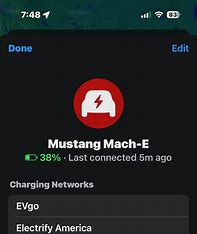 7:48
83
Done
Edit
Mustang Mach-E
38% · Last connected 5m ago
Charging Networks
EVgo
Electrify America